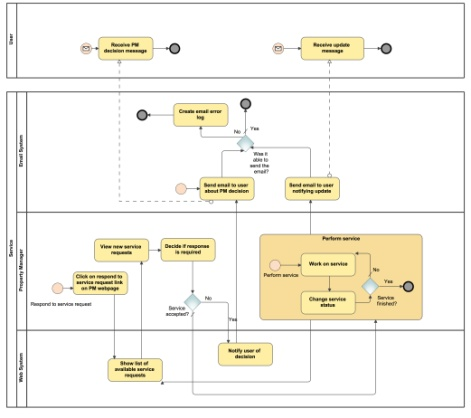 User
Receive PM
decision message
Receive update
message
Service
Email System
Create email error
log
No
Yes
Was it
able to
send the
email?
Send email to user
about PM decision
Send email to user
notifying update
Property Manager
View new service
requests
Decide if response
is required
Click on respond to
service request link
on PM webpage
Respond to service request
Service
accepted?
No
Yes
Perform service
Perform service
Work on service
Change service
status
No
Yes
Service
finished?
Web System
Show list of
available service
requests
Notify user of
decision